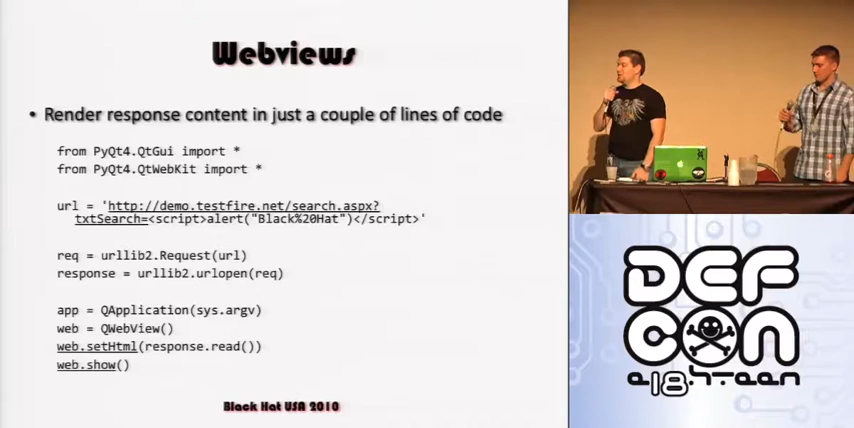 Webviews
• Render response content in just a couple of lines of code
from PyQt4.QtGui import *
from PyQt4.QtWebKit import *
url = 'http://demo.testfire.net/search.aspx?
txtSearch=<script>alert("Black%20Hat")</script>'
req = urllib2.Request(url)
response = urllib2.urlopen(req)
app = QApplication(sys.argv)
web = QWebView()
web.setHtml(response.read())
web.show()
Black Hat USA 2010
DEF
CON
e18h-teen